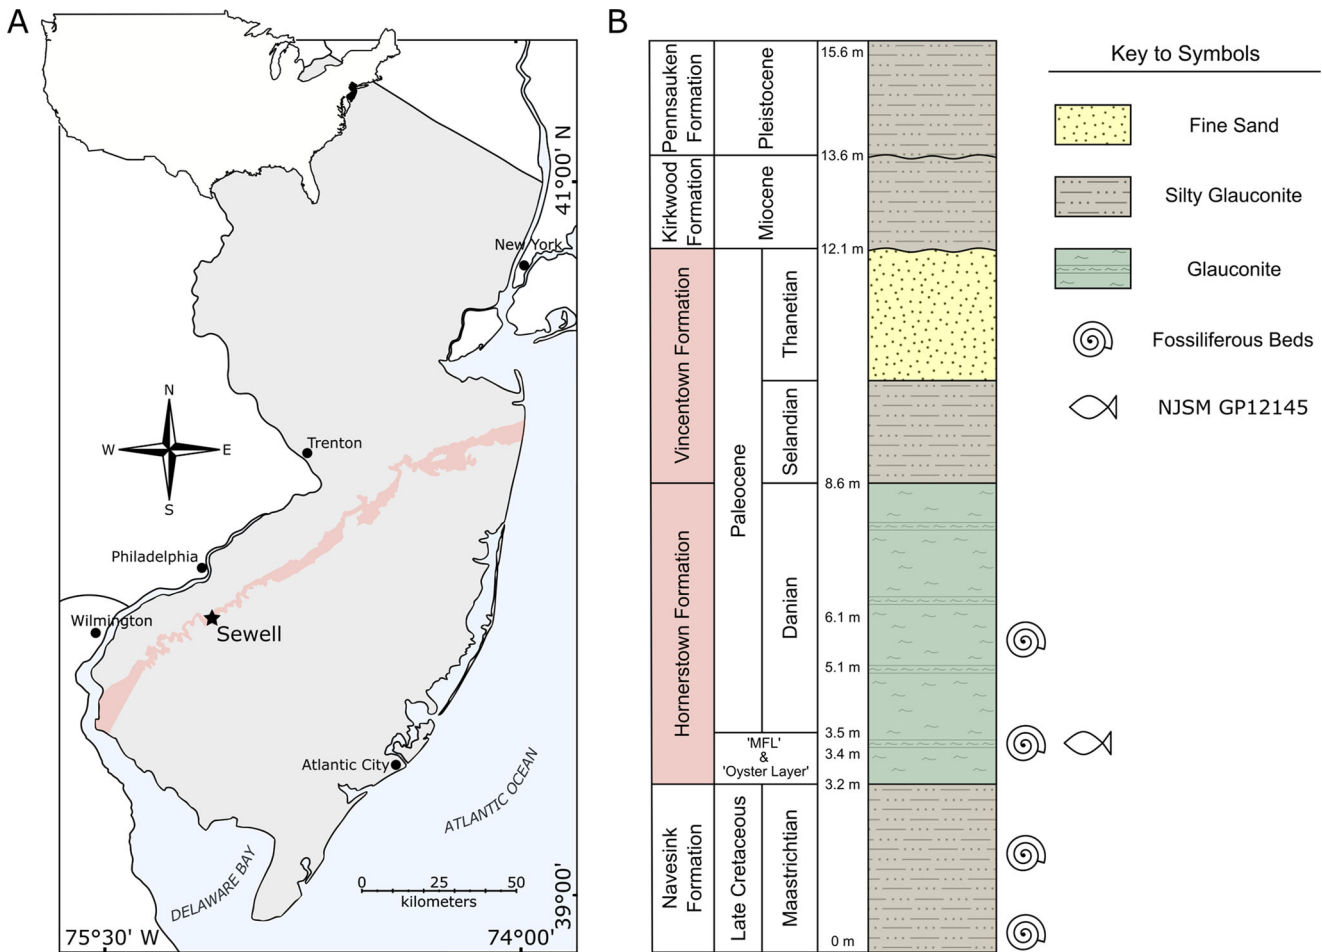 A
N
W
E
S
New York
Trenton
Philadelphia
Wilmington
Sewell
Atlantic City
ATLANTIC OCEAN
DELAWARE BAY
0 25 50
kilometers
41°00' N
39°00'
75°30' W
74°00'
B
Pennsauken
Formation
Pleistocene
15.6 m
13.6 m
Kirkwood
Formation
Miocene
12.1 m
Vincentown Formation
Paleocene
Thanetian
Selandian
8.6 m
Hornerstown Formation
Danian
6.1 m
5.1 m
3.5 m
'MFL'
&
'Oyster Layer'
3.4 m
3.2 m
Navesink
Formation
Late Cretaceous
Maastrichtian
0 m
Key to Symbols
Fine Sand
Silty Glauconite
Glauconite
Fossiliferous Beds
NJSM GP12145